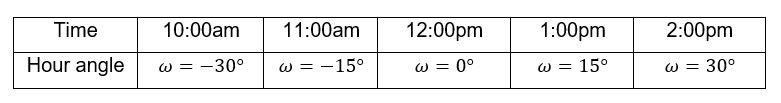 Time 10:00am 11:00am 12:00pm 1:00pm 2:00pm
Hour angle ω = −30° ω = −15° ω = 0° ω = 15° ω = 30°